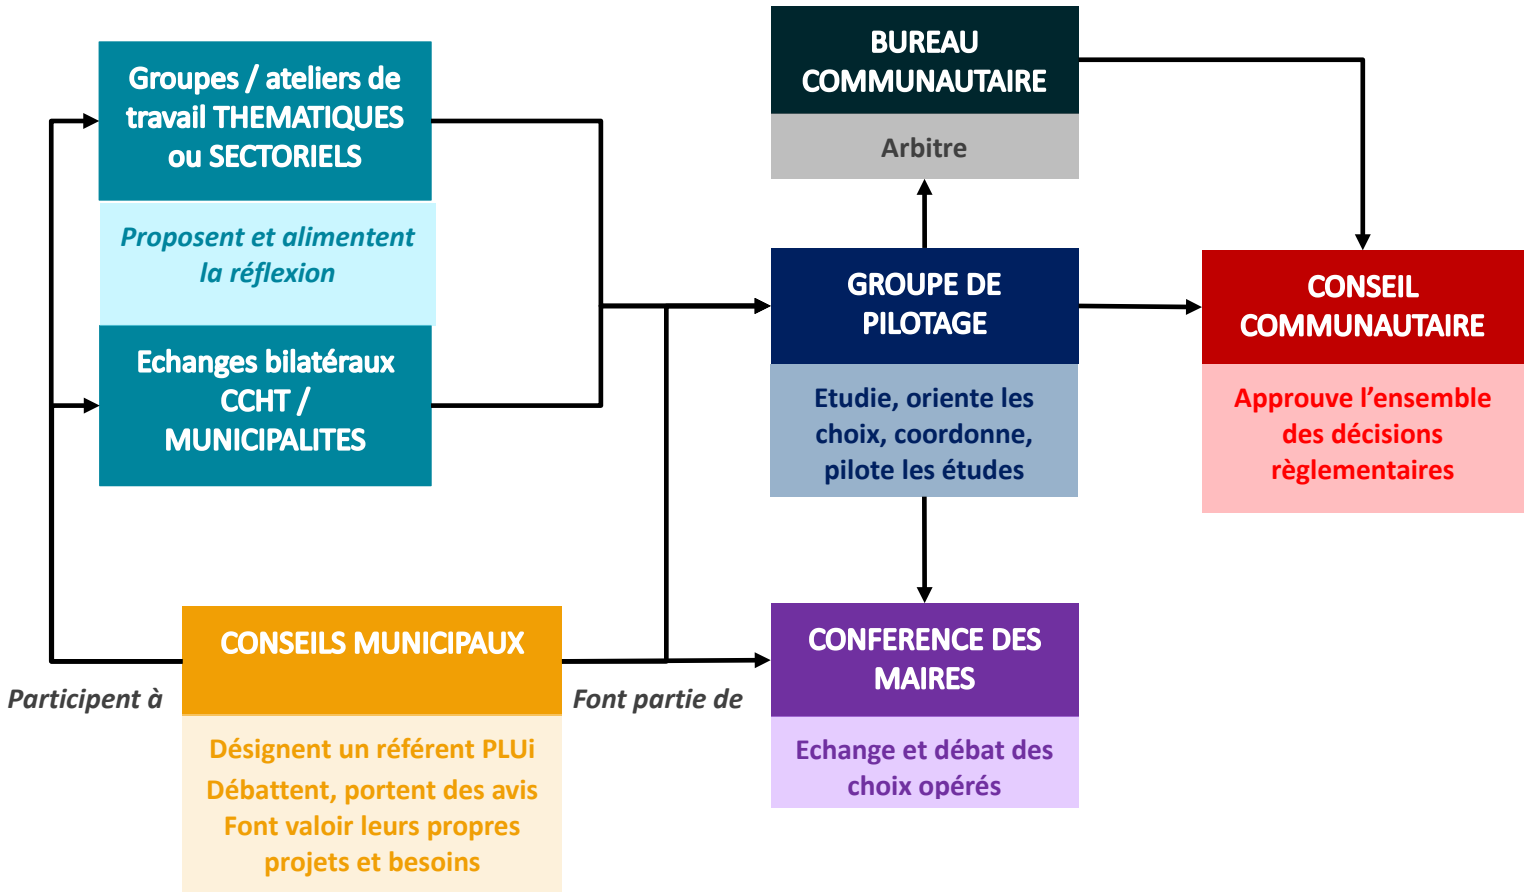 Groupes / ateliers de
travail THEMATIQUES
ou SECTORIELS
Proposent et alimentent
la réflexion
Echanges bilatéraux
CCHT /
MUNICIPALITES
BUREAU
COMMUNAUTAIRE
Arbitre
GROUPE DE
PILOTAGE
Etudie, oriente les
choix, coordonne,
pilote les études
CONSEIL
COMMUNAUTAIRE
Approuve l’ensemble
des décisions
règlementaires
Participent à
CONSEILS MUNICIPAUX
Désignent un référent PLUi
Débattent, portent des avis
Font valoir leurs propres
projets et besoins
Font partie de
CONFERENCE DES
MAIRES
Echange et débat des
choix opérés